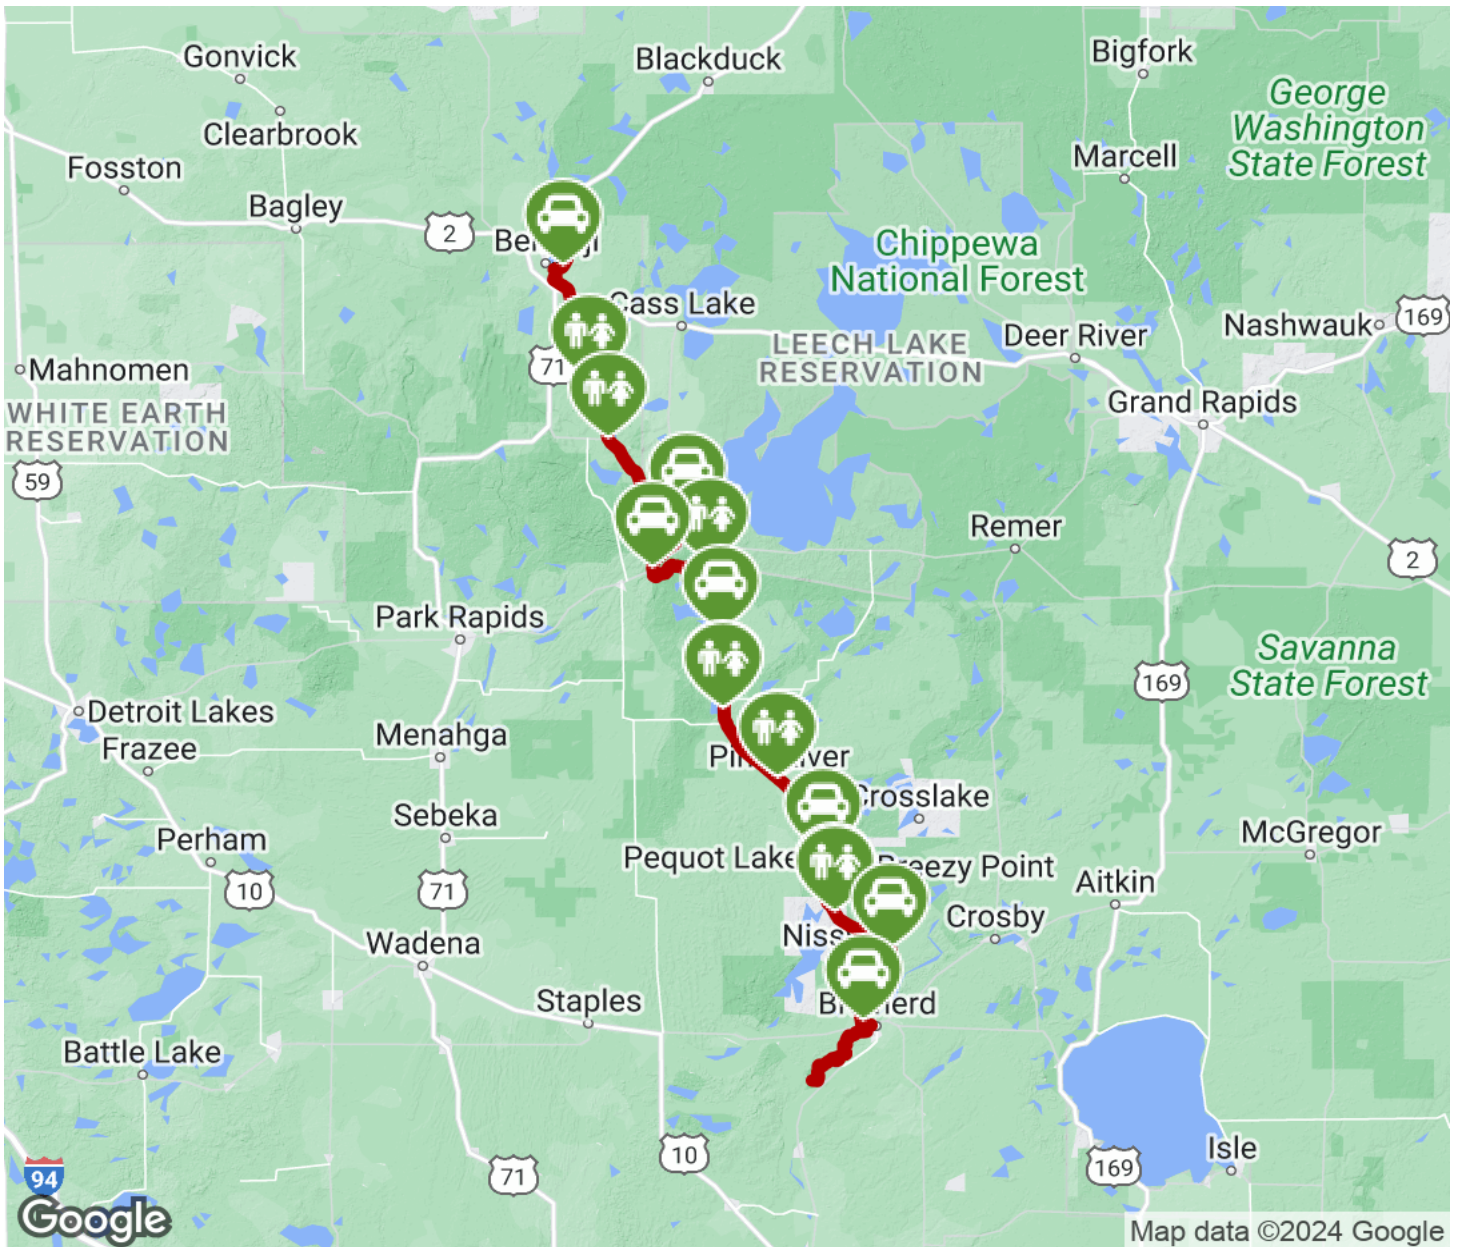 Blackduck
Bigfork
Gonvick
George
Washington
State Forest
Clearbrook
Marcell
Fosston
Bagley
2
Chippewa
National Forest
Cass Lake
169
Nashwauk
LEECH LAKE
RESERVATION
Deer River
71
Mahnomen
WHITE EARTH
RESERVATION
Grand Rapids
59
Remer
2
Park Rapids
Savanna
State Forest
169
Detroit Lakes
Frazee
Menahga
Crosslake
Sebeka
Perham
McGregor
Pequot Lake
Breezy Point
10
71
Aitkin
Crosby
Wadena
Staples
Battle Lake
Isle
10
169
71
94
Google
Map data ©2024 Google